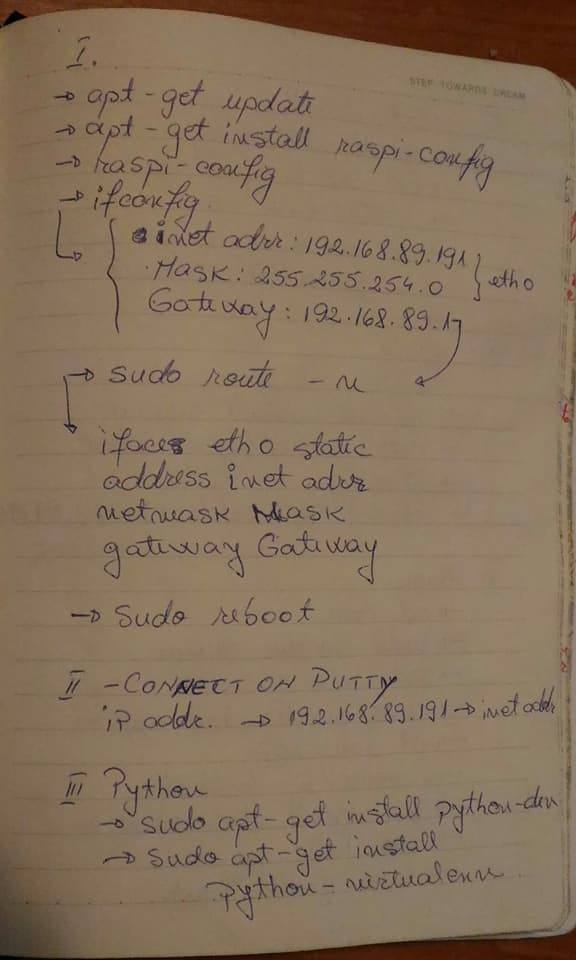 STEP TOWARDS DREAM
I.
→ apt-get update
→ apt-get install raspi-config
→ raspi-config
→ ifconfig
inet adrr: 192.168.89.191
Mask: 255.255.254.0 } eth0
Gateway: 192.168.89.1
→ sudo route -n
ifaces eth0 static
address inet adrr
netmask Mask
gateway Gateway
→ Sudo reboot
II - CONNECT ON PUTTY
iP addr. → 192.168.89.191 → inet addr
III Python
→ sudo apt-get install python-dev
→ sudo apt-get install
python-virtualenv